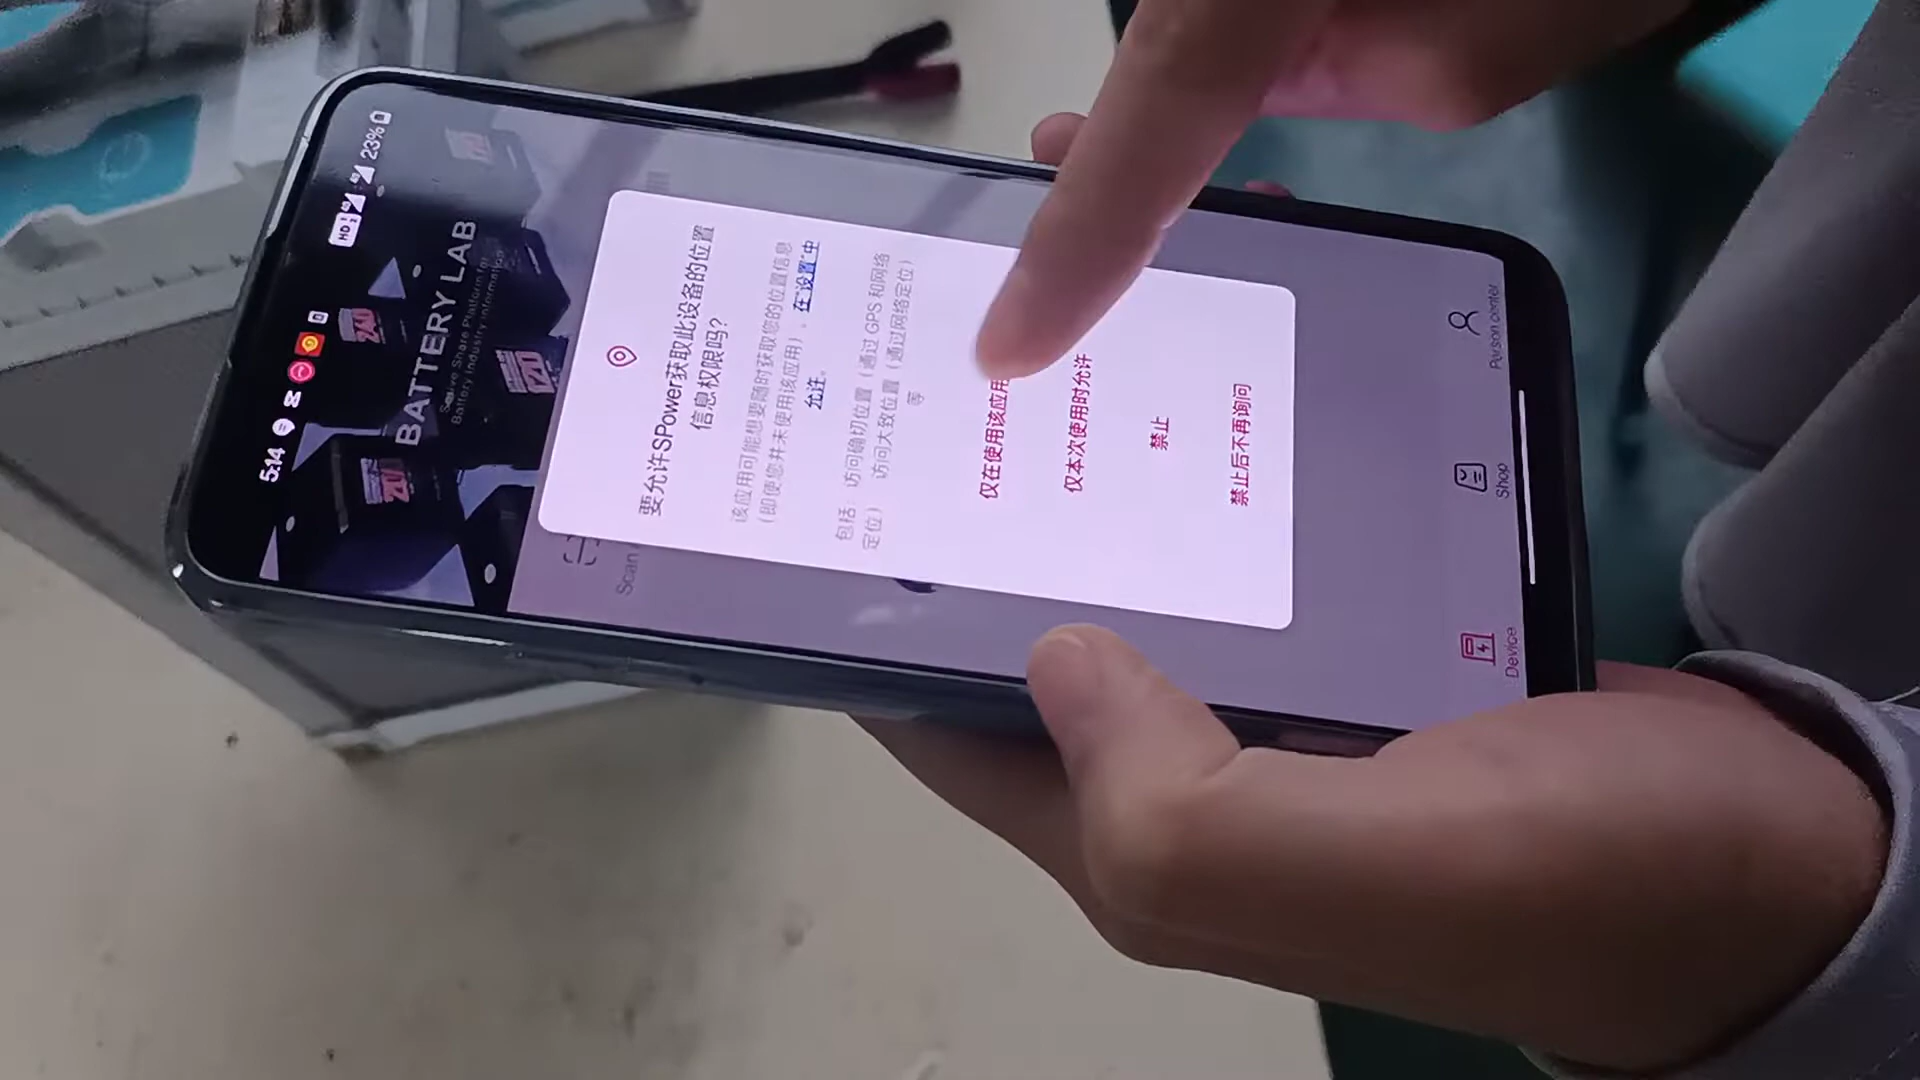 5:14
HD
4G
4G
23%
BATTERY LAB
Battery Industry Information
要允许SPower获取此设备的位置
信息权限吗？
该应用可能想要随时获取您的位置信息
（即使您并未使用该应用）。在“设置”中
允许。
包括：访问确切位置（通过 GPS 和网络
定位） 访问大致位置（通过网络定位）
等
仅在使用该应用
仅本次使用时允许
禁止
禁止后不再询问
Scan
Device
Shop
Person center